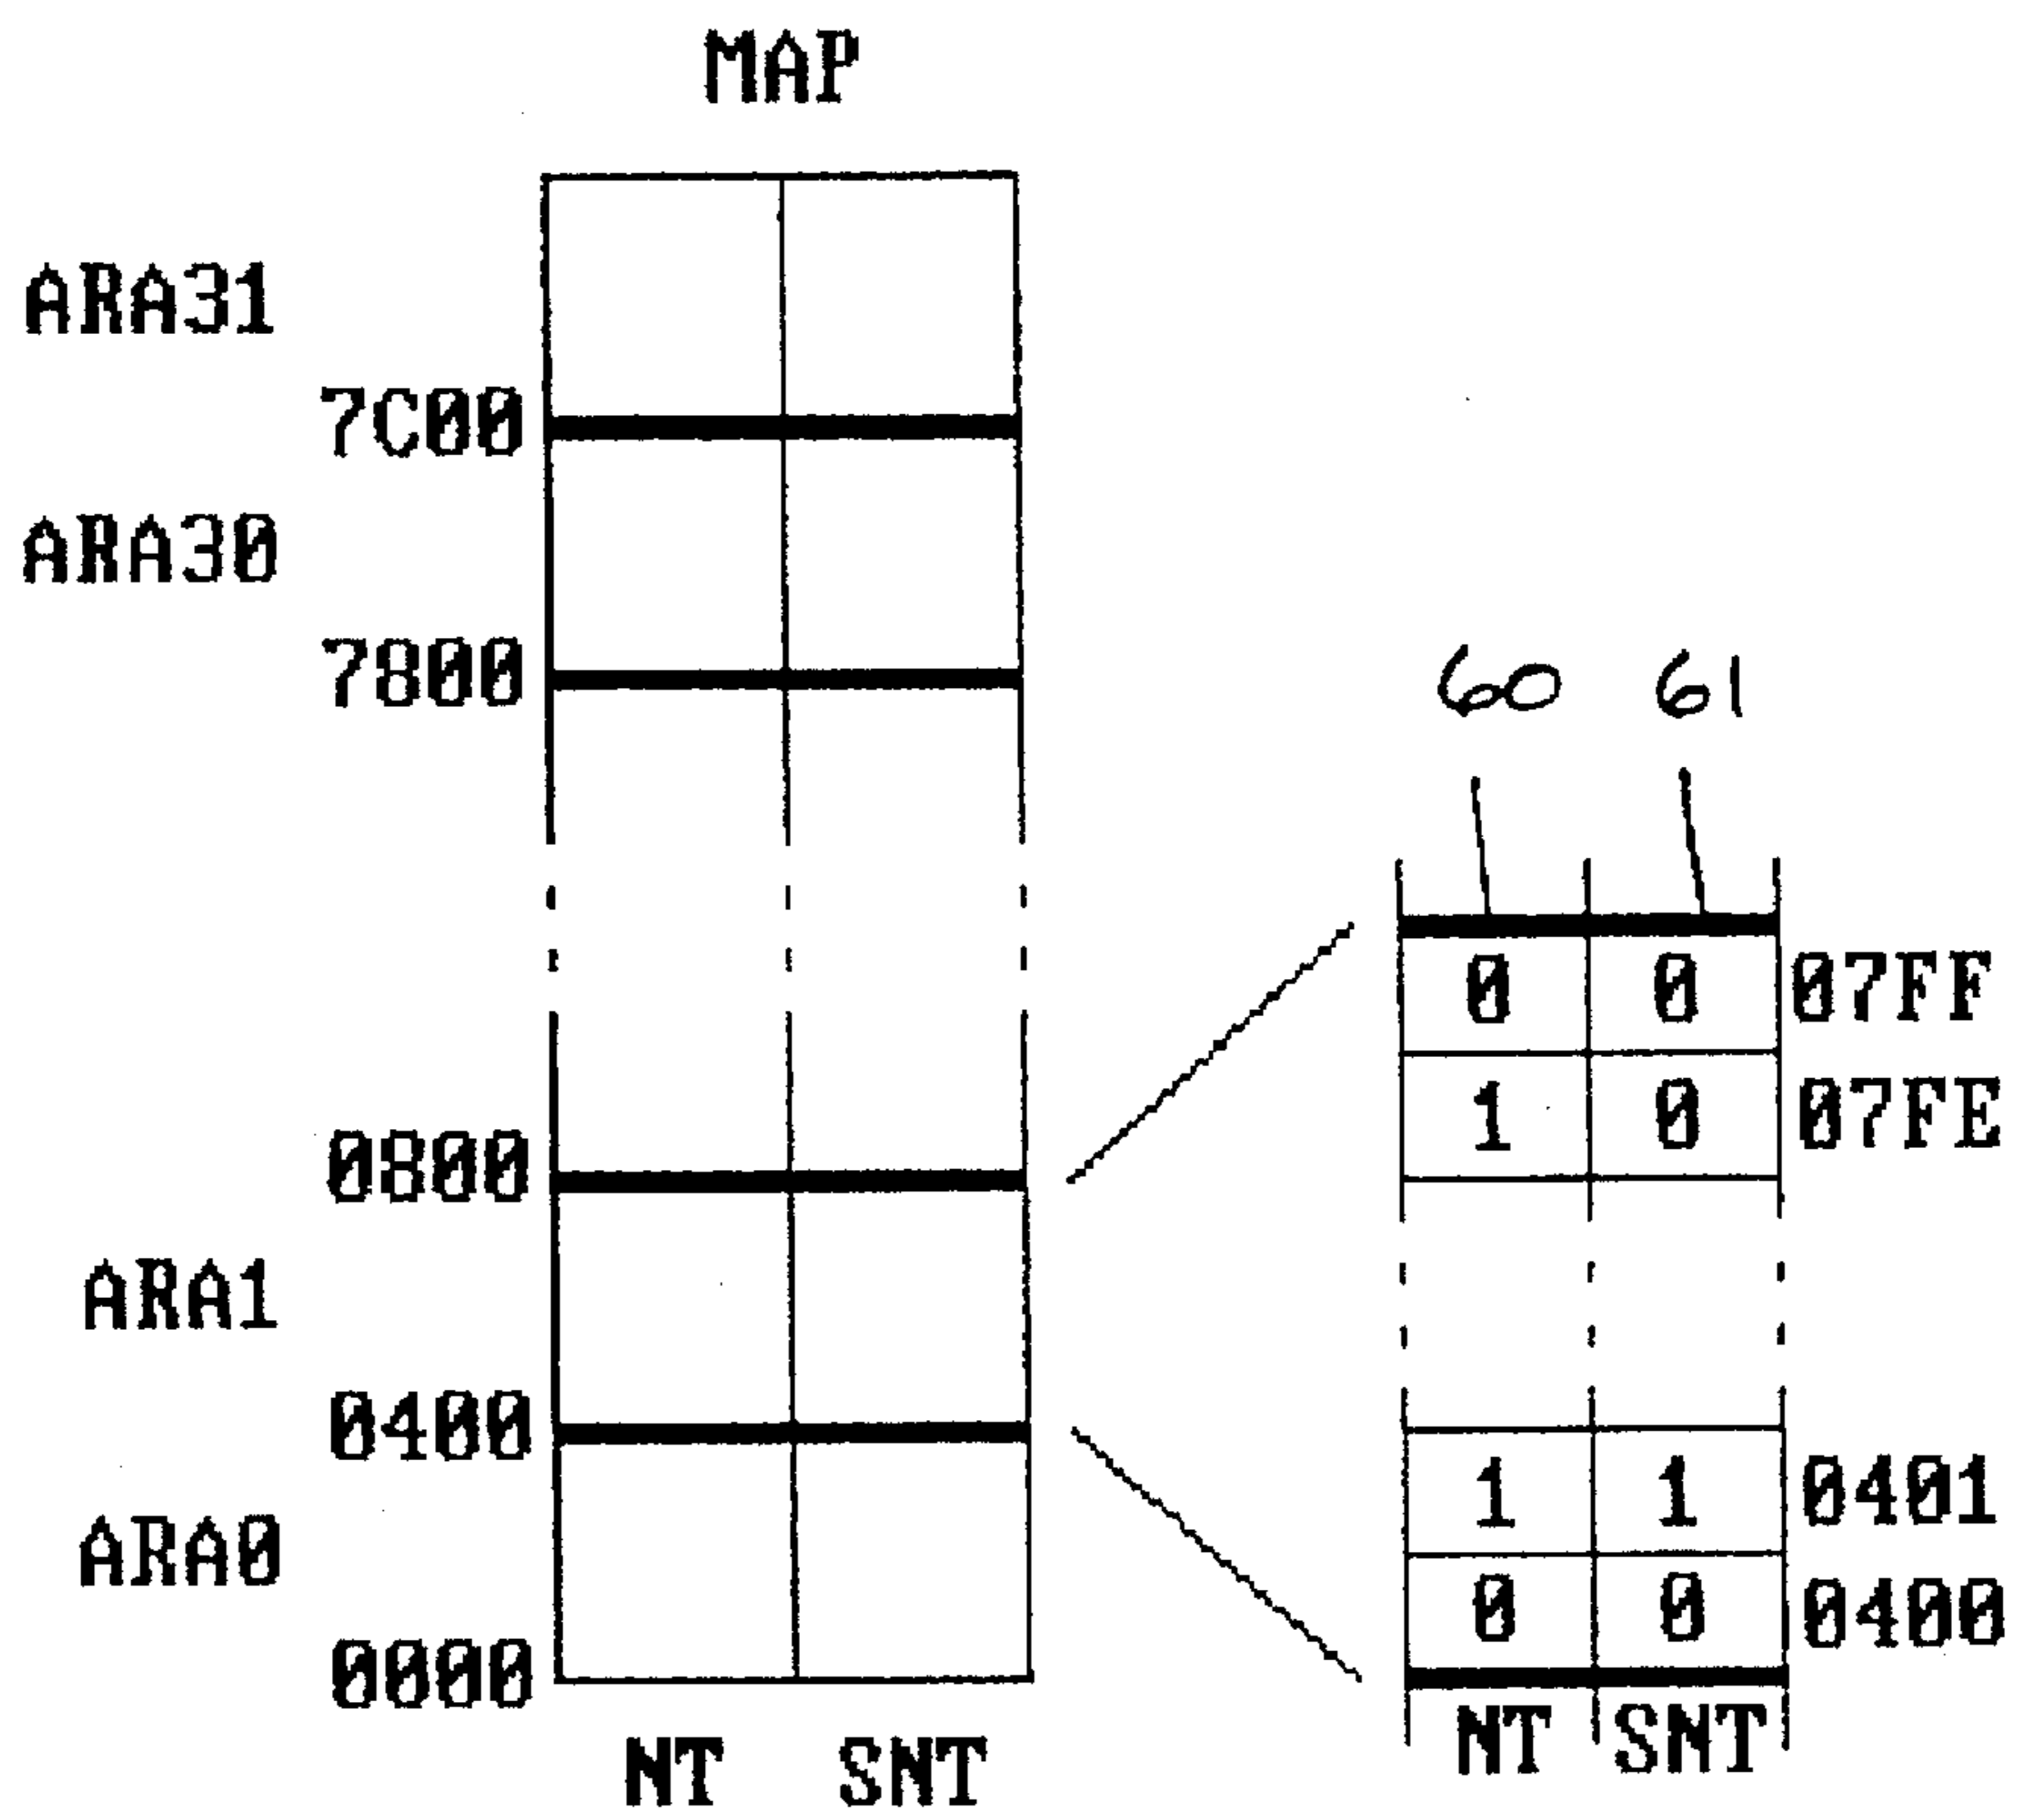 MAP
ARA31
7C00
ARA30
7800
60 61
0 0 07FF
1 0 07FE
0800
ARA1
0400
1 1 0401
0 0 0400
ARA0
0000
NT SNT
NT SNT